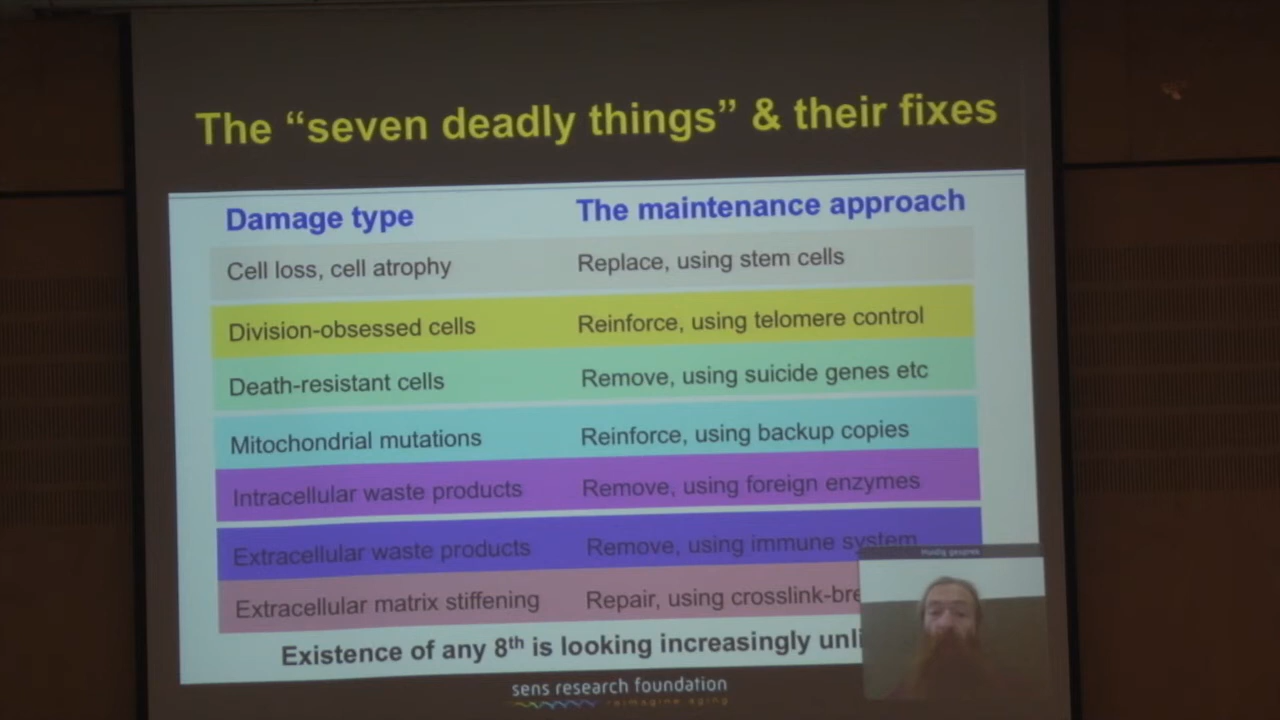 The “seven deadly things” & their fixes
Damage type The maintenance approach
Cell loss, cell atrophy Replace, using stem cells
Division-obsessed cells Reinforce, using telomere control
Death-resistant cells Remove, using suicide genes etc
Mitochondrial mutations Reinforce, using backup copies
Intracellular waste products Remove, using foreign enzymes
Extracellular waste products Remove, using immune system
Extracellular matrix stiffening Repair, using crosslink-bre
Existence of any 8th is looking increasingly unli
sens research foundation
reimagine aging